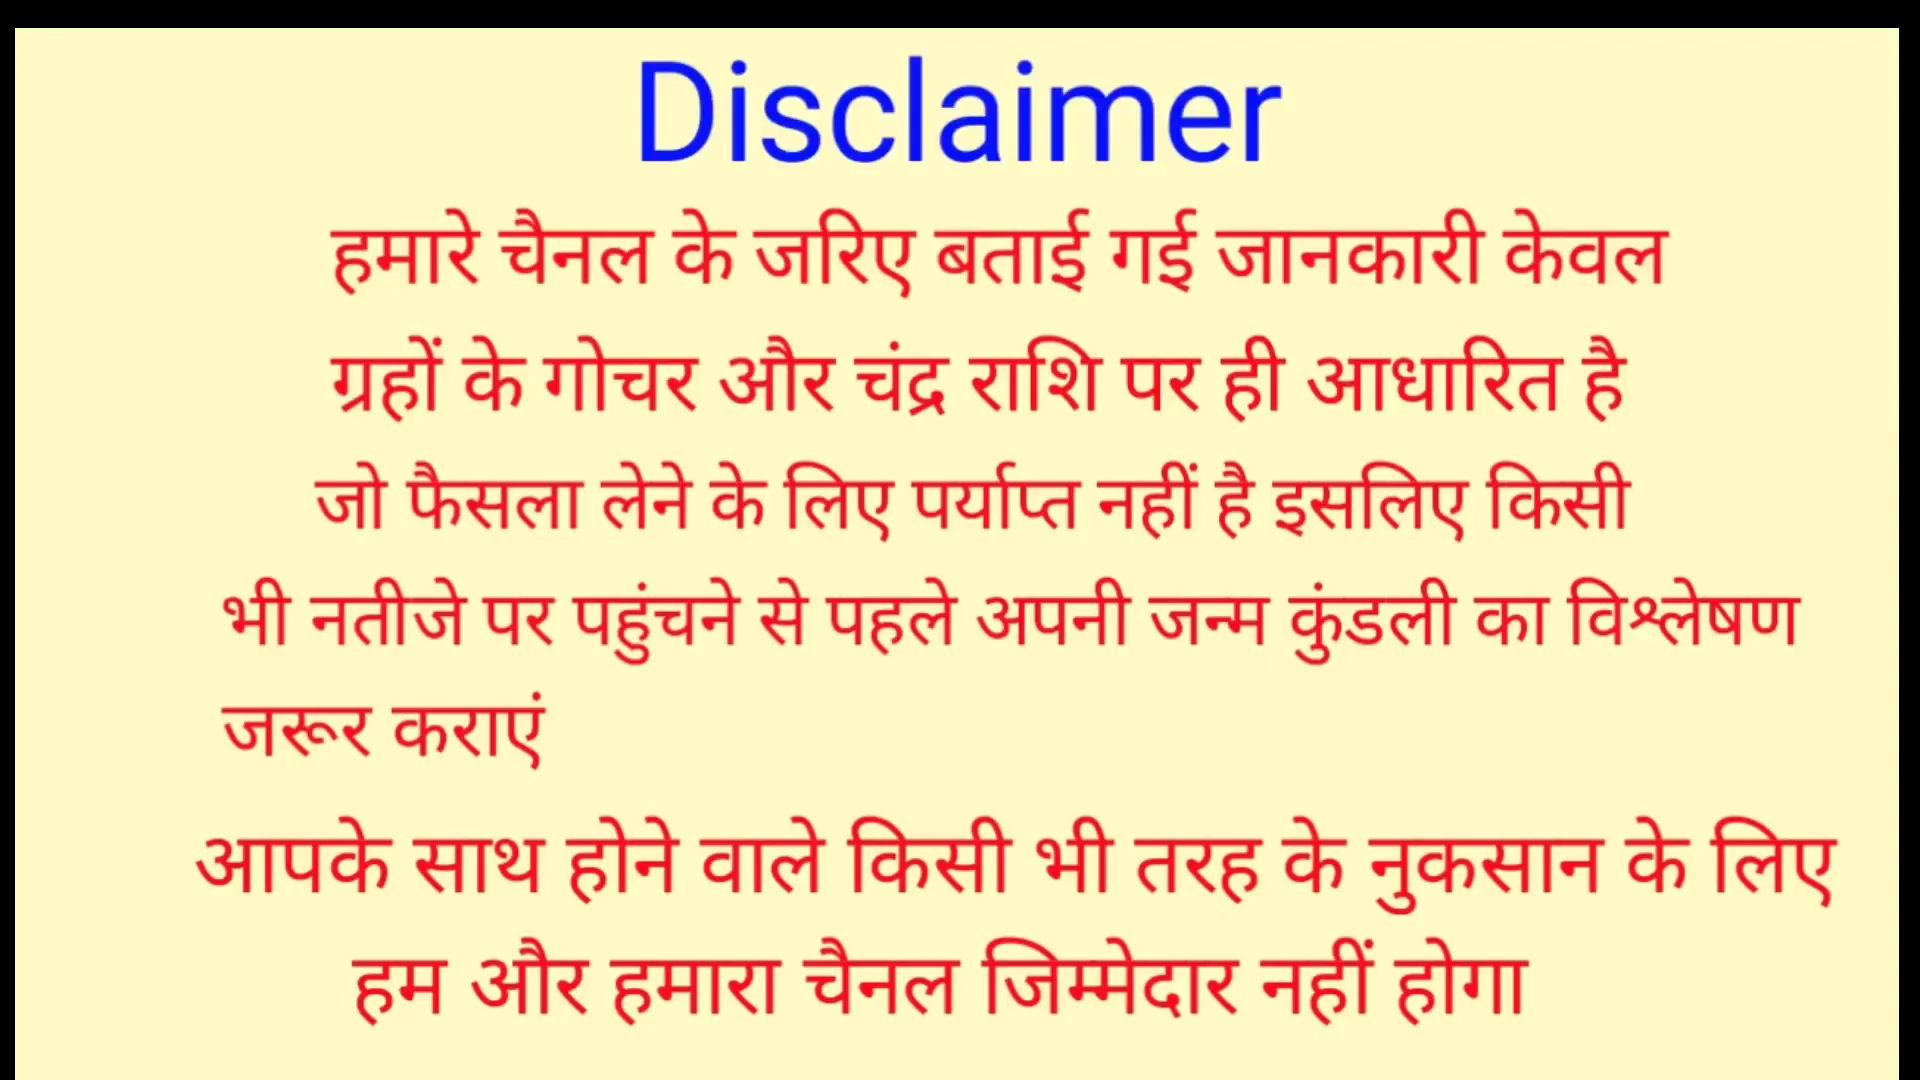 Disclaimer
हमारे चैनल के जरिए बताई गई जानकारी केवल
ग्रहों के गोचर और चंद्र राशि पर ही आधारित है
जो फैसला लेने के लिए पर्याप्त नहीं है इसलिए किसी
भी नतीजे पर पहुंचने से पहले अपनी जन्म कुंडली का विश्लेषण
जरूर कराएं
आपके साथ होने वाले किसी भी तरह के नुकसान के लिए
हम और हमारा चैनल जिम्मेदार नहीं होगा